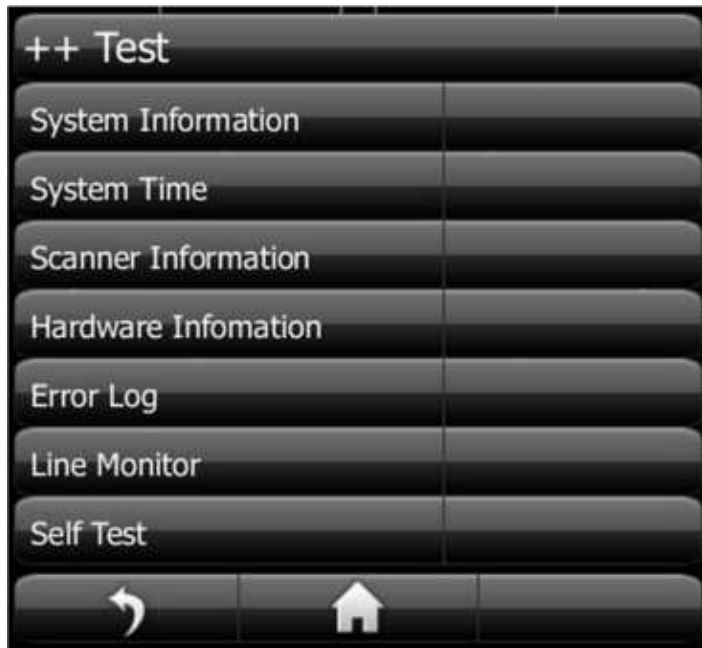 ++ Test
System Information
System Time
Scanner Information
Hardware Infomation
Error Log
Line Monitor
Self Test